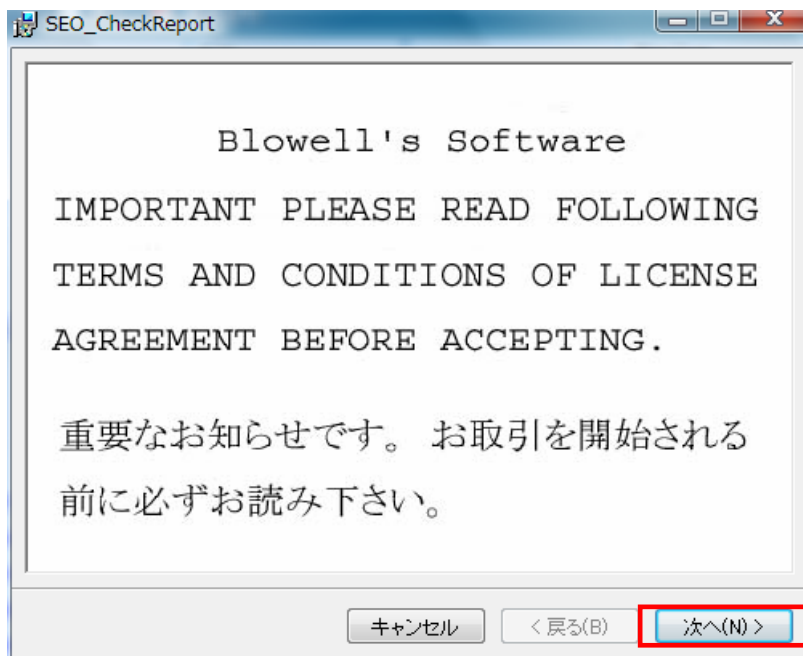 SEO_CheckReport
Blowell's Software
IMPORTANT PLEASE READ FOLLOWING
TERMS AND CONDITIONS OF LICENSE
AGREEMENT BEFORE ACCEPTING.
重要なお知らせです。 お取引を開始される
前に必ずお読み下さい。
キャンセル < 戻る(B) 次へ(N) >